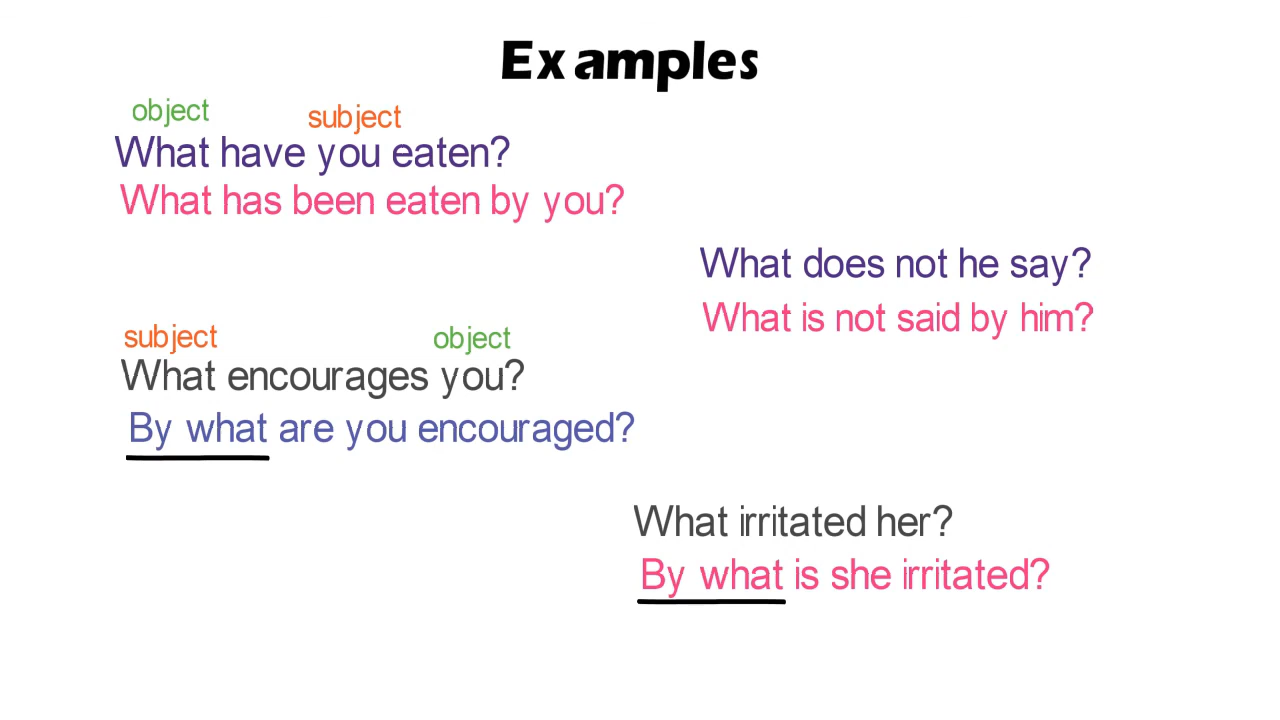 Examples
object
subject
What have you eaten?
What has been eaten by you?
What does not he say?
What is not said by him?
subject
object
What encourages you?
By what are you encouraged?
What irritated her?
By what is she irritated?